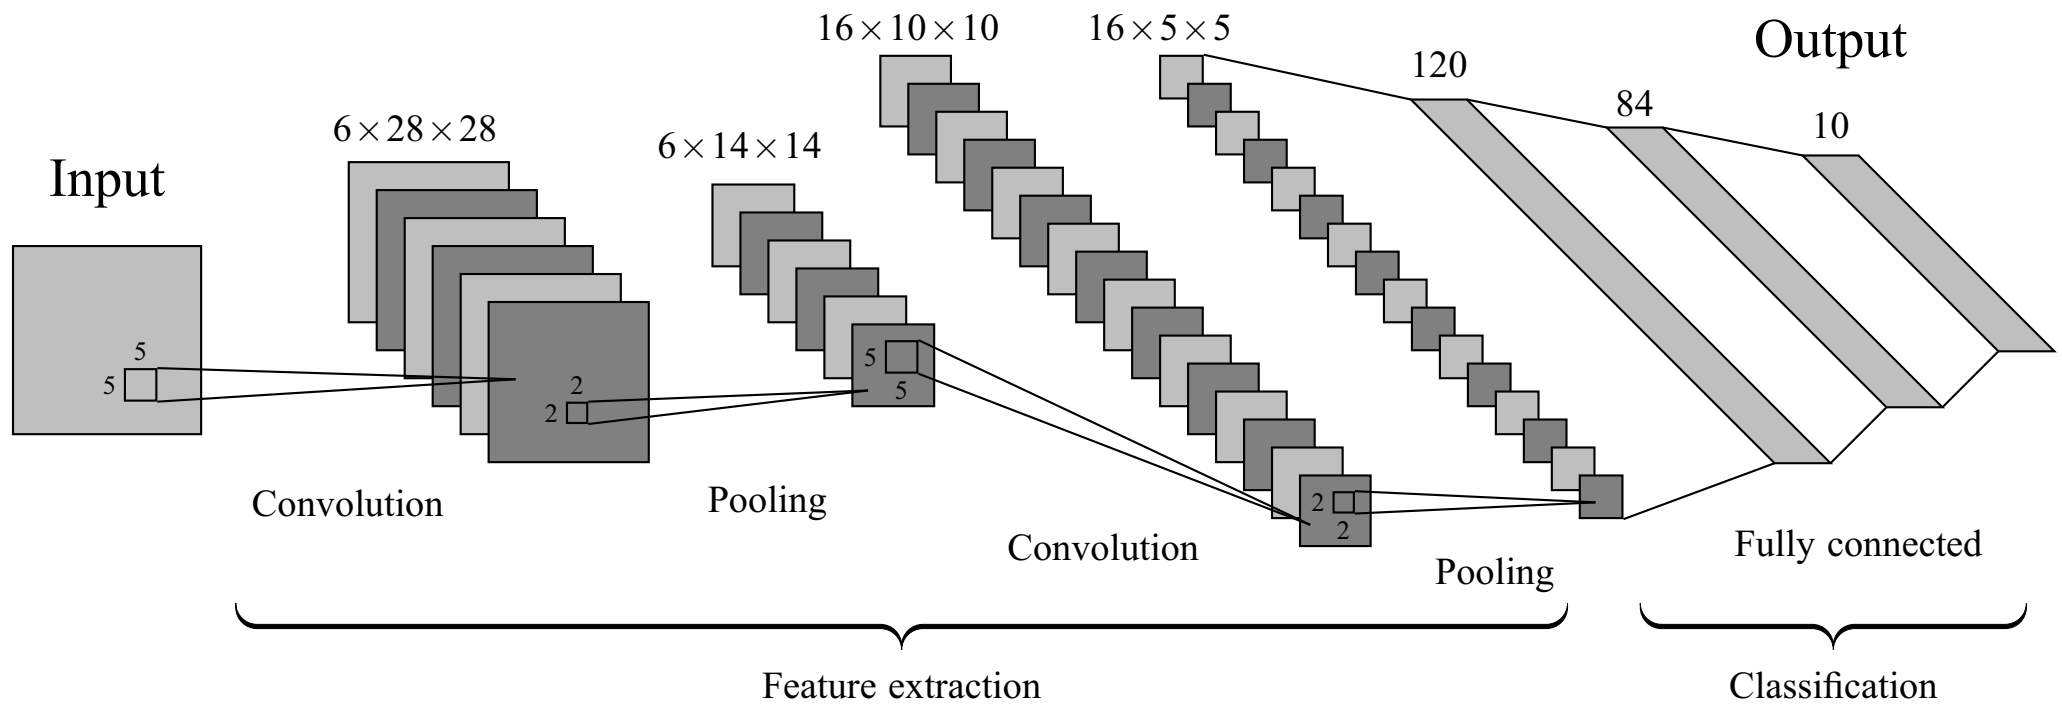 Input
5
5
6×28×28
2
2
Convolution
6×14×14
5
5
Pooling
16×10×10
2
2
Convolution
16×5×5
Pooling
120
84
10
Output
Fully connected
Feature extraction
Classification